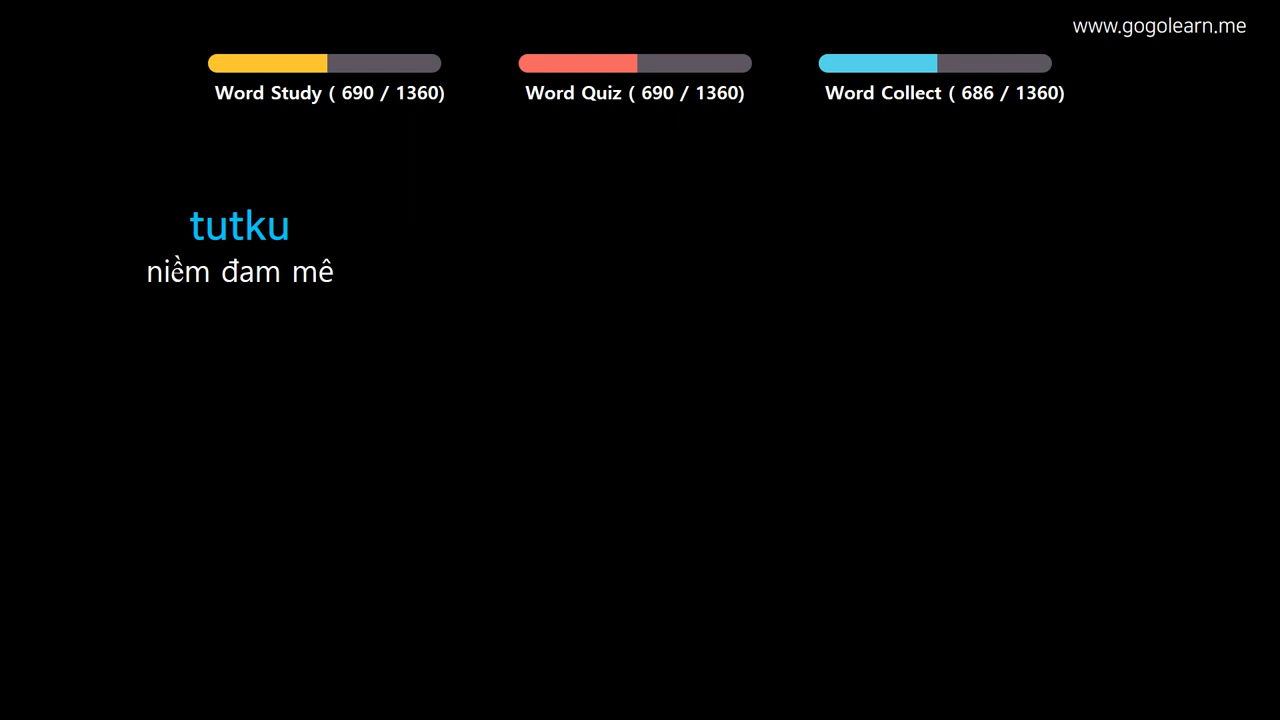 www.gogolearn.me
Word Study ( 690 / 1360)
Word Quiz ( 690 / 1360)
Word Collect ( 686 / 1360)
tutku
niềm đam mê